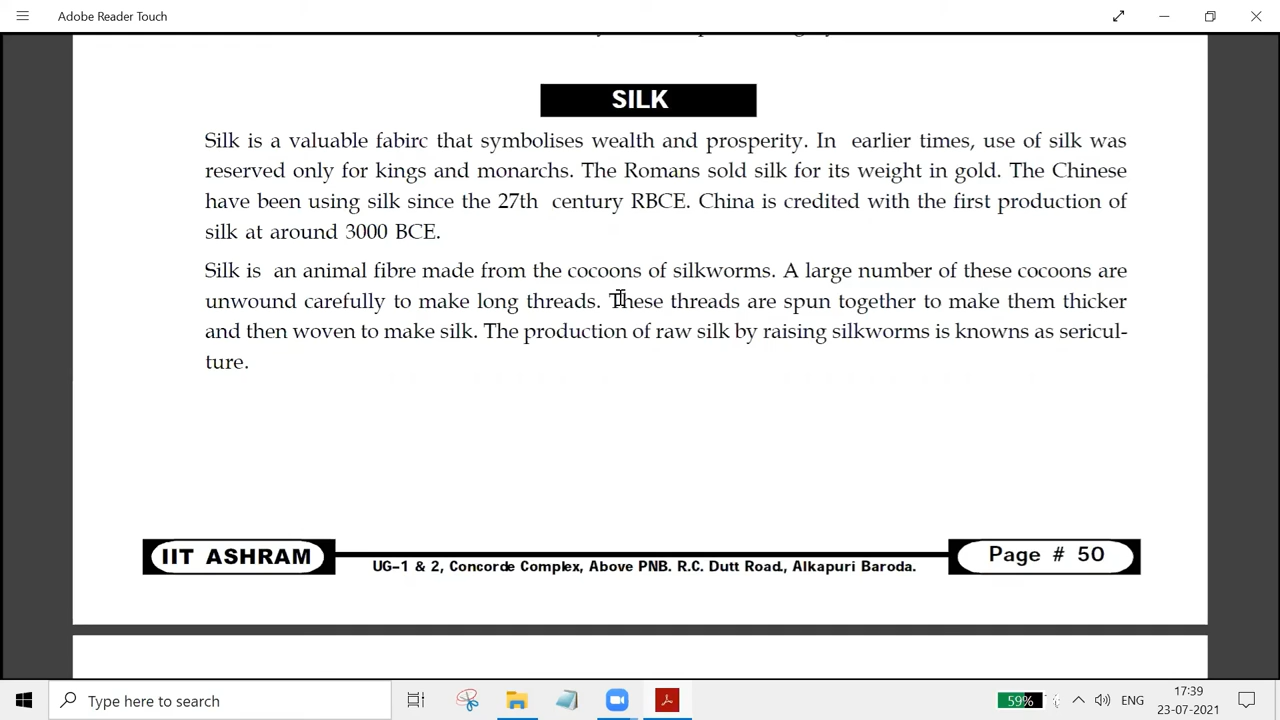 Adobe Reader Touch
SILK
Silk is a valuable fabirc that symbolises wealth and prosperity. In earlier times, use of silk was
reserved only for kings and monarchs. The Romans sold silk for its weight in gold. The Chinese
have been using silk since the 27th century RBCE. China is credited with the first production of
silk at around 3000 BCE.
Silk is an animal fibre made from the cocoons of silkworms. A large number of these cocoons are
unwound carefully to make long threads. These threads are spun together to make them thicker
and then woven to make silk. The production of raw silk by raising silkworms is knowns as sericul-
ture.
IIT ASHRAM
UG-1 & 2, Concorde Complex, Above PNB. R.C. Dutt Road., Alkapuri Baroda.
Page # 50
Type here to search
59%
ENG
17:39
23-07-2021